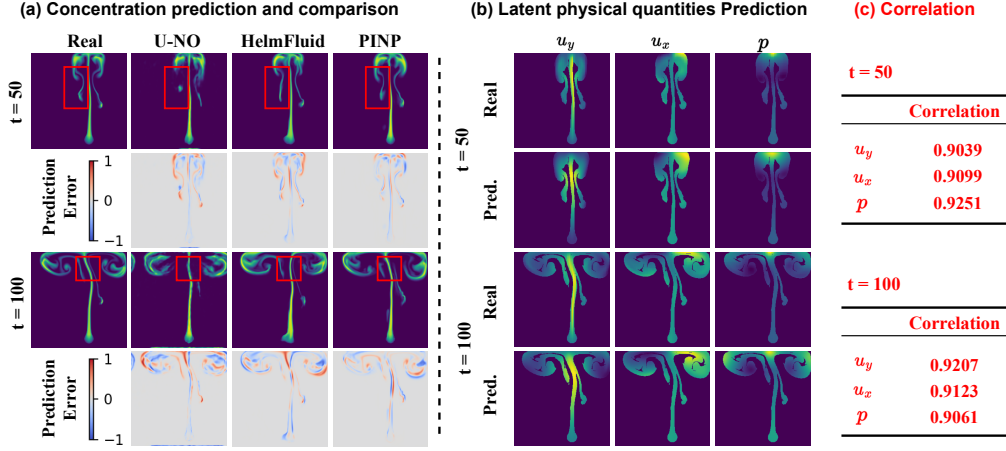 (a) Concentration prediction and comparison
Real U-NO HelmFluid PINP
t = 50
Prediction
Error
1
0
−1
t = 100
Prediction
Error
1
0
−1
(b) Latent physical quantities Prediction
u_y u_x p
t = 50
Real
Pred.
t = 100
Real
Pred.
(c) Correlation
t = 50
Correlation
u_y 0.9039
u_x 0.9099
p 0.9251
t = 100
Correlation
u_y 0.9207
u_x 0.9123
p 0.9061